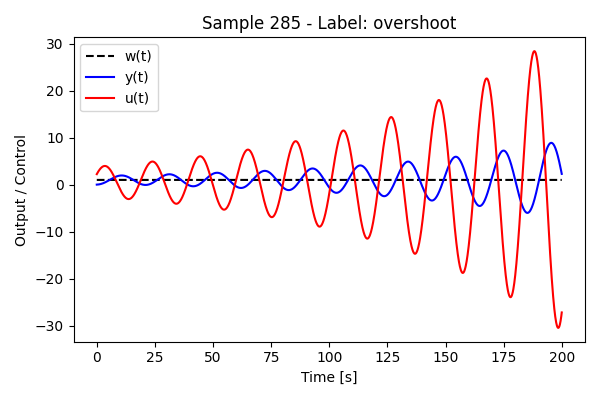 Sample 285 - Label: overshoot
w(t)
y(t)
u(t)
Output / Control
30
20
10
0
−10
−20
−30
0
25
50
75
100
125
150
175
200
Time [s]